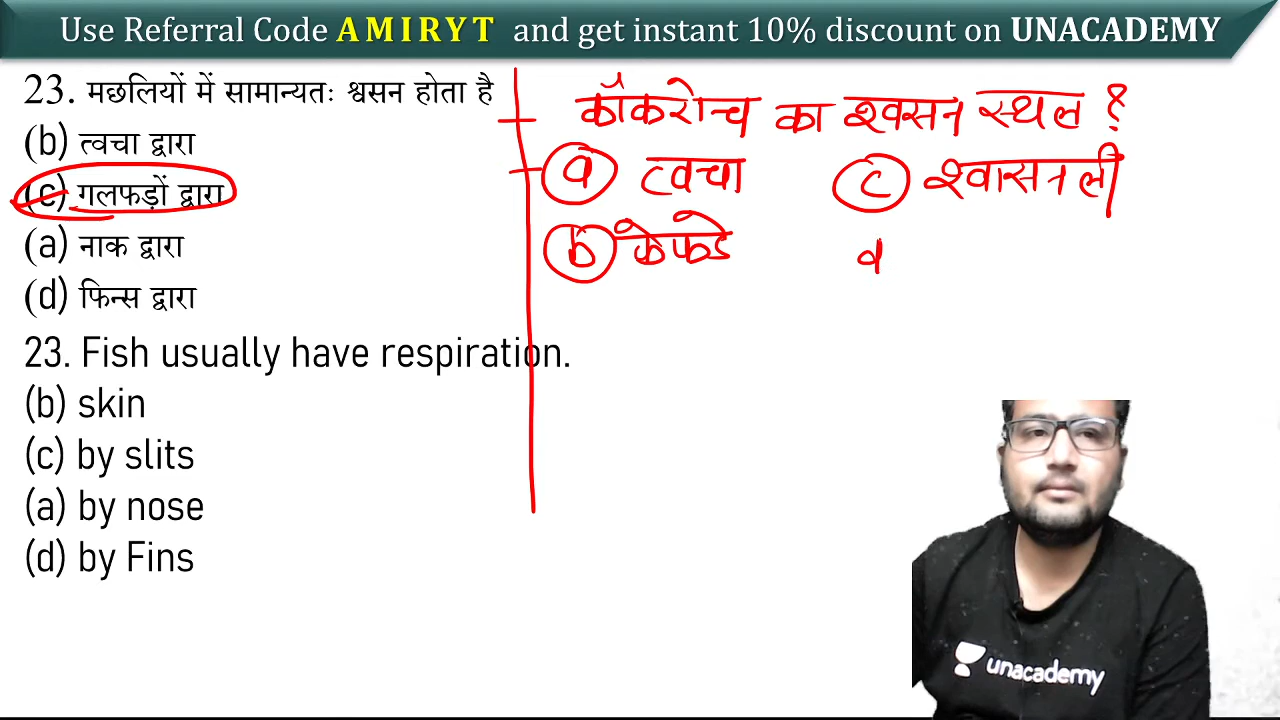 Use Referral Code AMIRYT and get instant 10% discount on UNACADEMY
23. मछलियों में सामान्यतः श्वसन होता है
(b) त्वचा द्वारा
(c) गलफड़ों द्वारा
(a) नाक द्वारा
(d) फिन्स द्वारा
23. Fish usually have respiration.
(b) skin
(c) by slits
(a) by nose
(d) by Fins
कॉकरोच का श्वसन स्थल ?
(a) त्वचा (c) श्वासनली
(b) फेफडे
unacademy